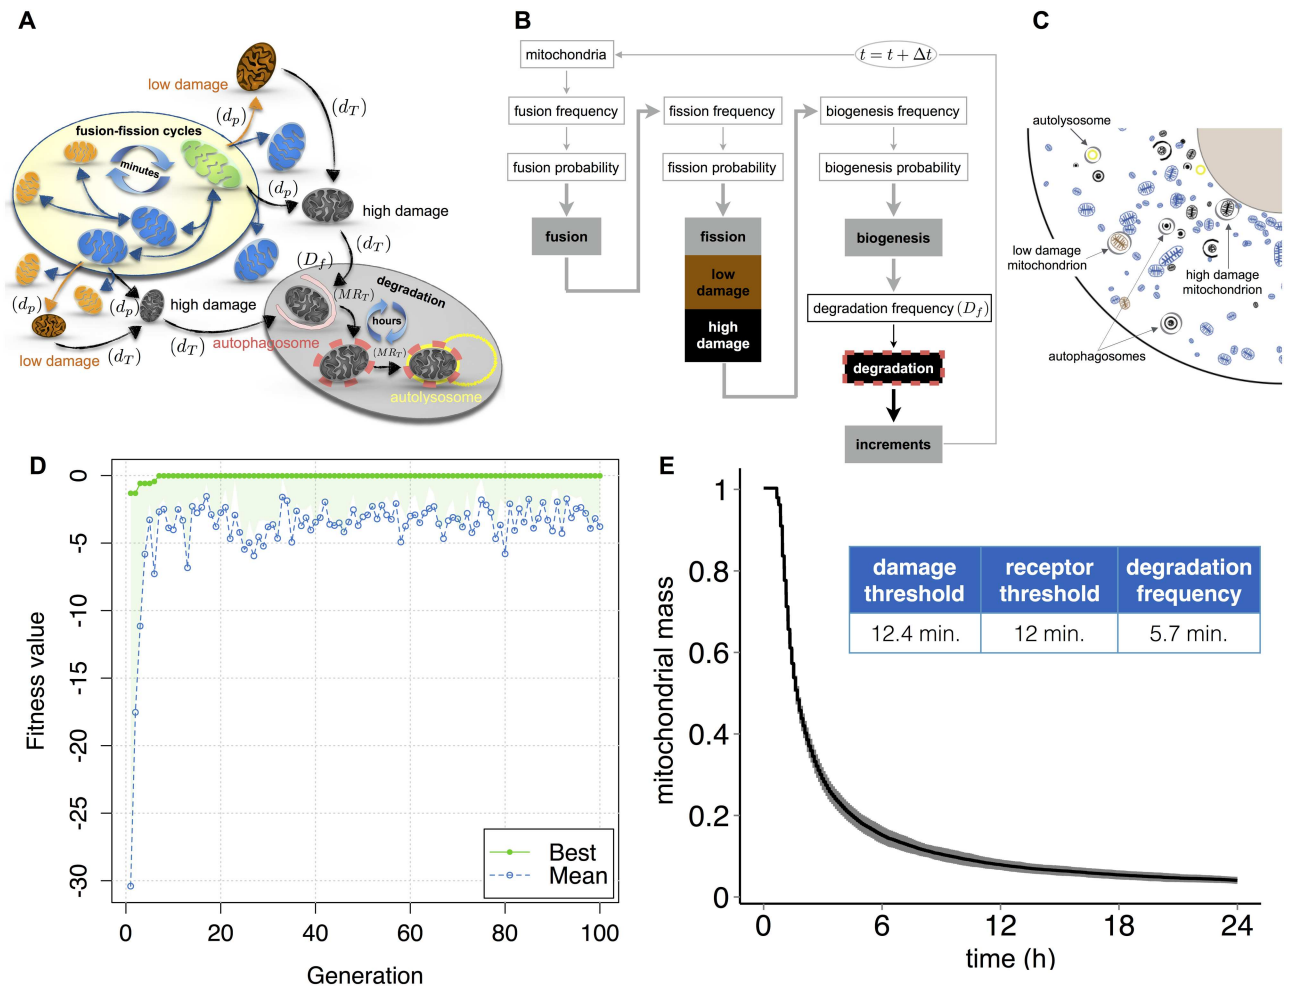 A
low damage
(d_p)
(d_T)
fusion-fission cycles
minutes
(d_p)
high damage
(d_T)
(D_f)
degradation
(MR_T)
hours
(MR_T)
(d_p)
(d_p)
high damage
low damage
(d_T)
(d_T)
autophagosome
autolysosome
B
mitochondria
t = t + Δt
fusion frequency
fission frequency
biogenesis frequency
fusion probability
fission probability
biogenesis probability
fusion
fission
biogenesis
low
damage
high
damage
degradation frequency (D_f)
degradation
increments
C
autolysosome
low damage
mitochondrion
high damage
mitochondrion
autophagosomes
D
Fitness value
0
-5
-10
-15
-20
-25
-30
Best
Mean
0
20
40
60
80
100
Generation
E
mitochondrial mass
1
0.8
0.6
0.4
0.2
0
damage
threshold
receptor
threshold
degradation
frequency
12.4 min.
12 min.
5.7 min.
0
6
12
18
24
time (h)